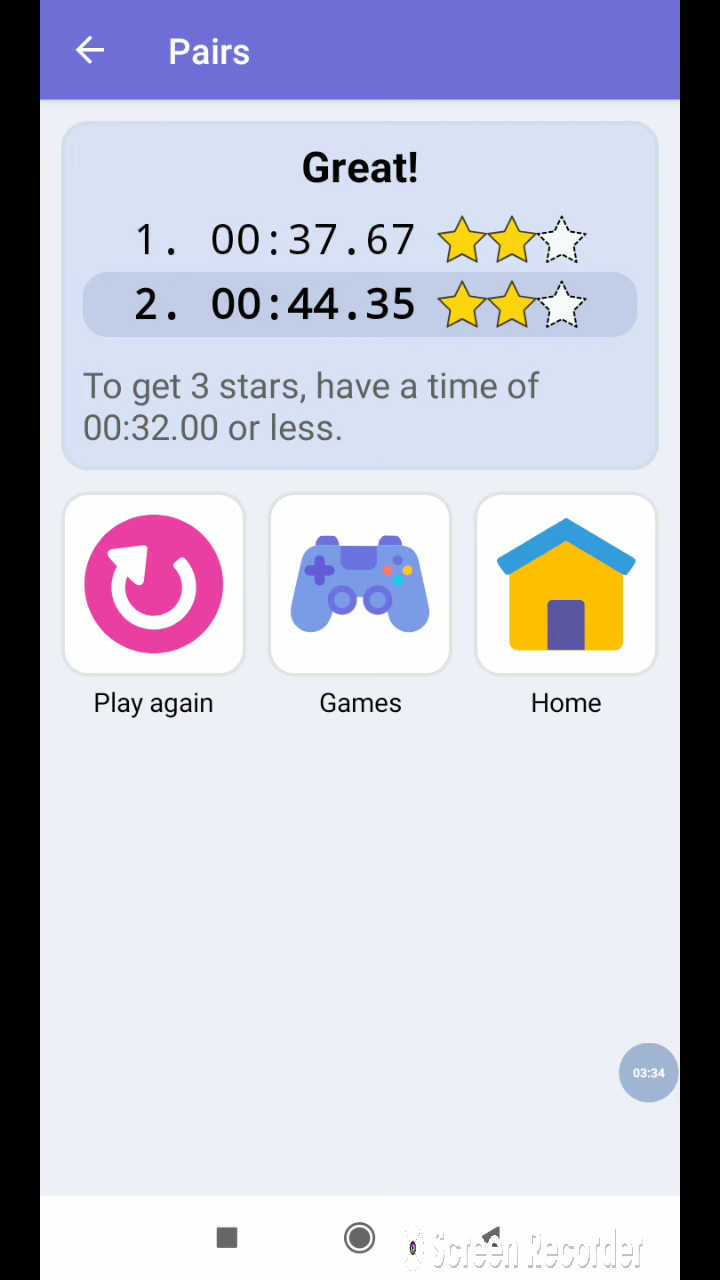 Pairs
Great!
1. 00:37.67
2. 00:44.35
To get 3 stars, have a time of
00:32.00 or less.
Play again
Games
Home
03:34
Screen Recorder